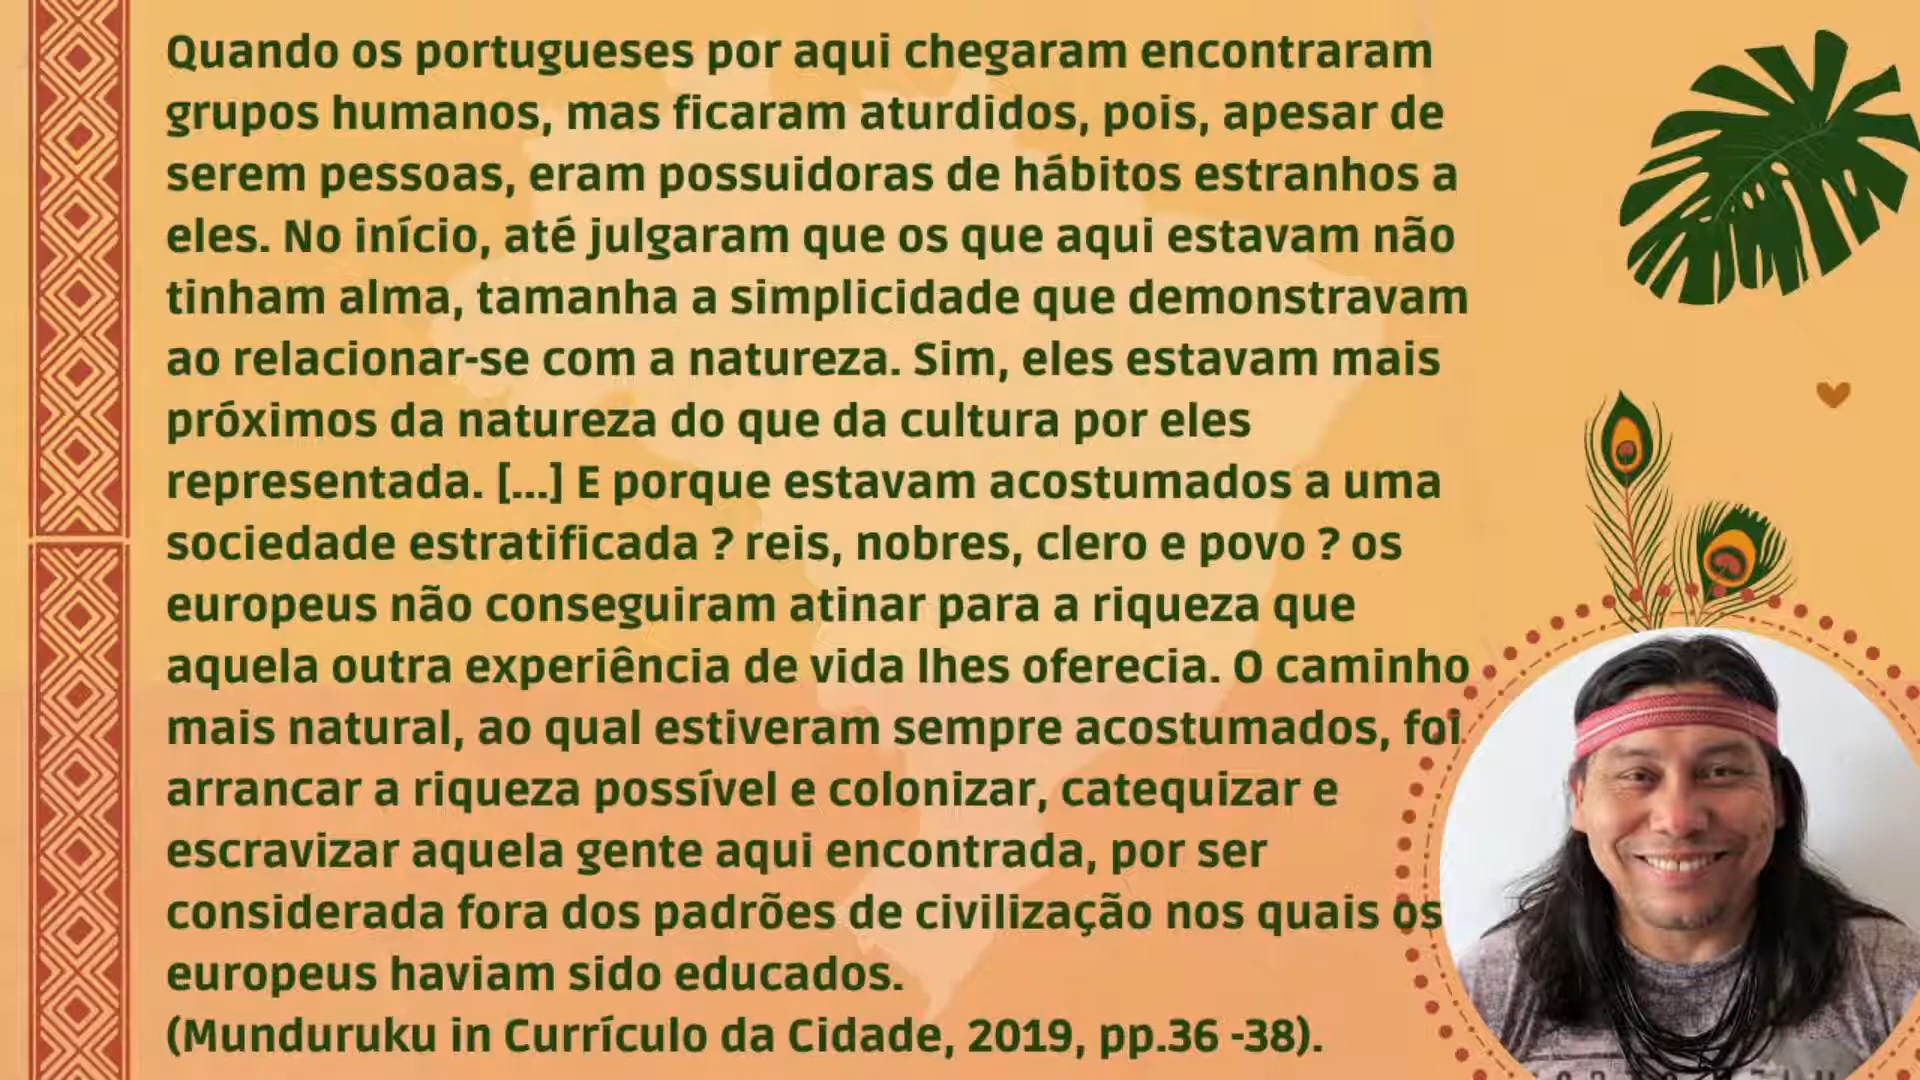 Quando os portugueses por aqui chegaram encontraram
grupos humanos, mas ficaram aturdidos, pois, apesar de
serem pessoas, eram possuidoras de hábitos estranhos a
eles. No início, até julgaram que os que aqui estavam não
tinham alma, tamanha a simplicidade que demonstravam
ao relacionar-se com a natureza. Sim, eles estavam mais
próximos da natureza do que da cultura por eles
representada. [...] E porque estavam acostumados a uma
sociedade estratificada ? reis, nobres, clero e povo ? os
europeus não conseguiram atinar para a riqueza que
aquela outra experiência de vida lhes oferecia. O caminho
mais natural, ao qual estiveram sempre acostumados, foi
arrancar a riqueza possível e colonizar, catequizar e
escravizar aquela gente aqui encontrada, por ser
considerada fora dos padrões de civilização nos quais os
europeus haviam sido educados.
(Munduruku in Currículo da Cidade, 2019, pp.36 -38).